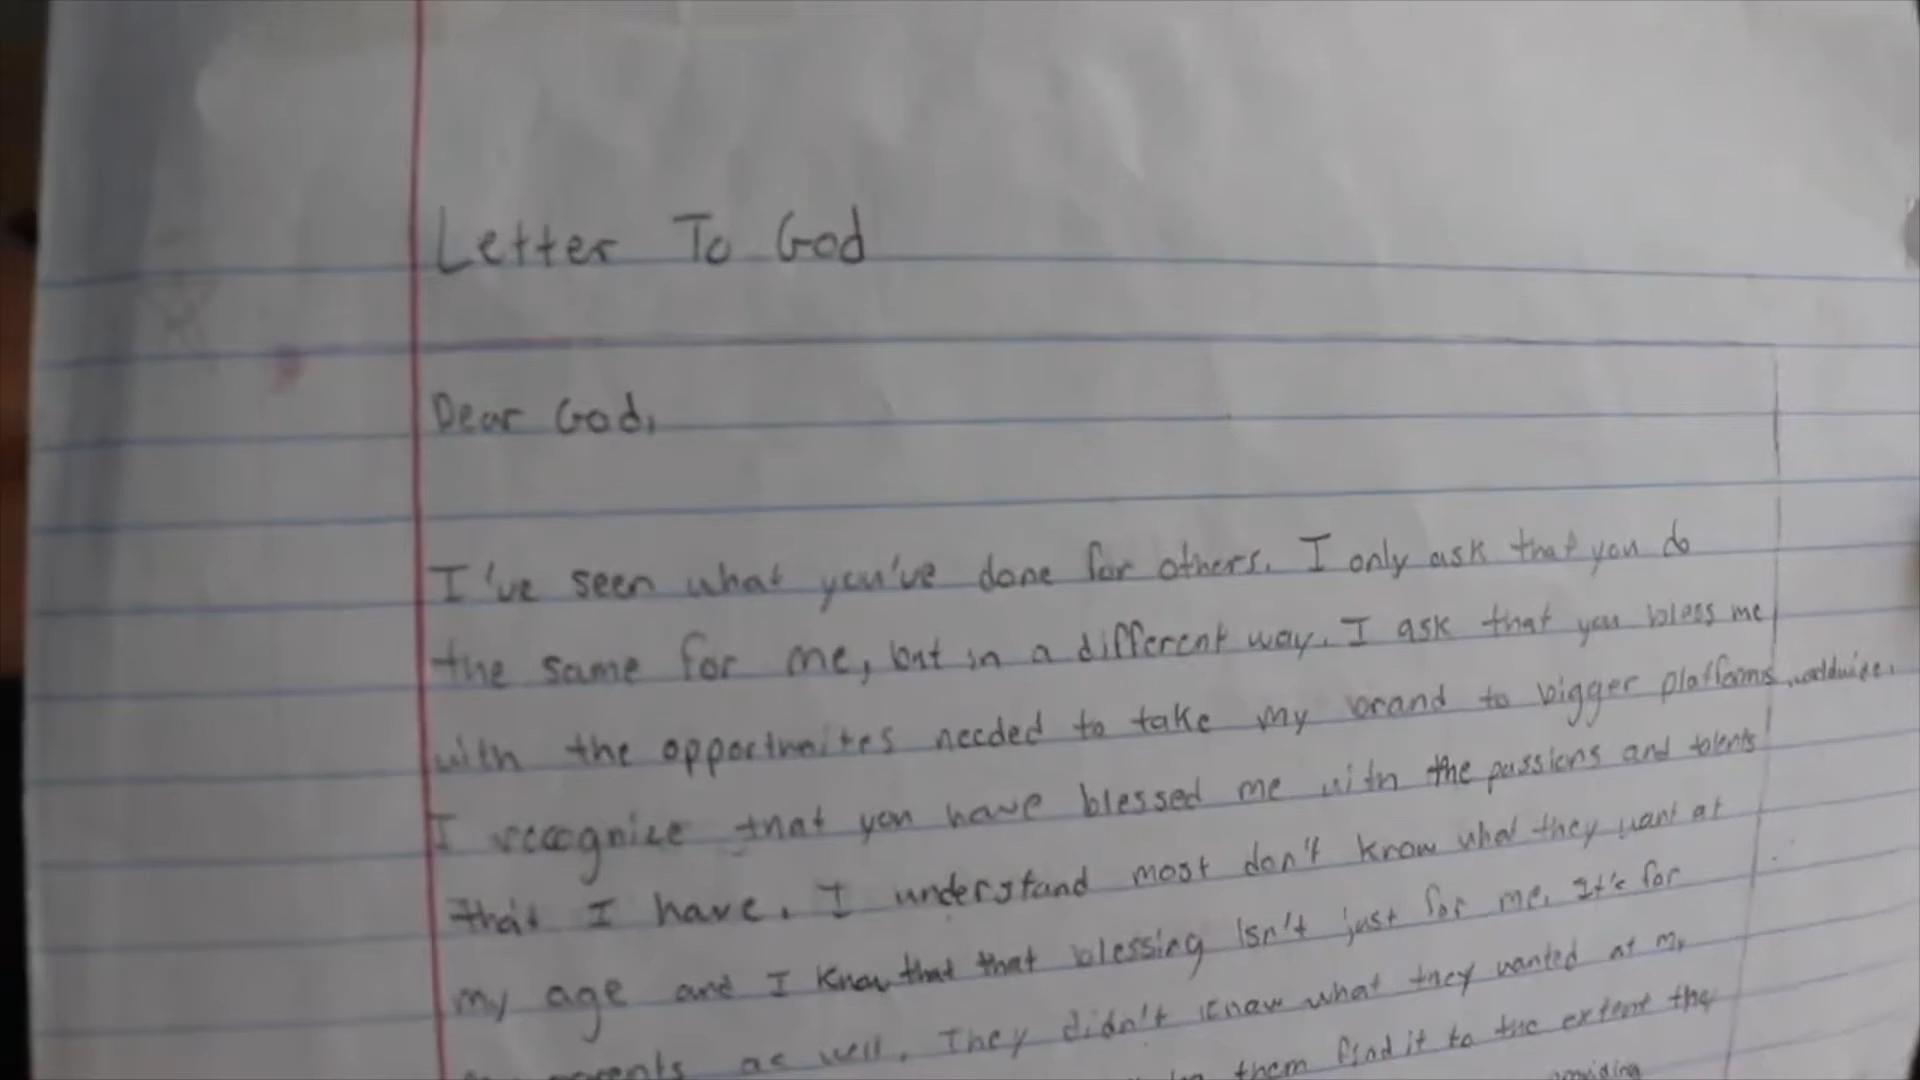 Letter To God
Dear God,
I've seen what you've done for others. I only ask that you do
the same for me, but in a different way. I ask that you bless me
with the opportunites needed to take my brand to bigger platforms worldwide.
I recognize that you have blessed me with the passions and talents
that I have. I understand most don't know what they want at
my age and I know that that blessing isn't just for me. It's for
parents as well. They didn't know what they wanted at my
them find it to the extent the
providing